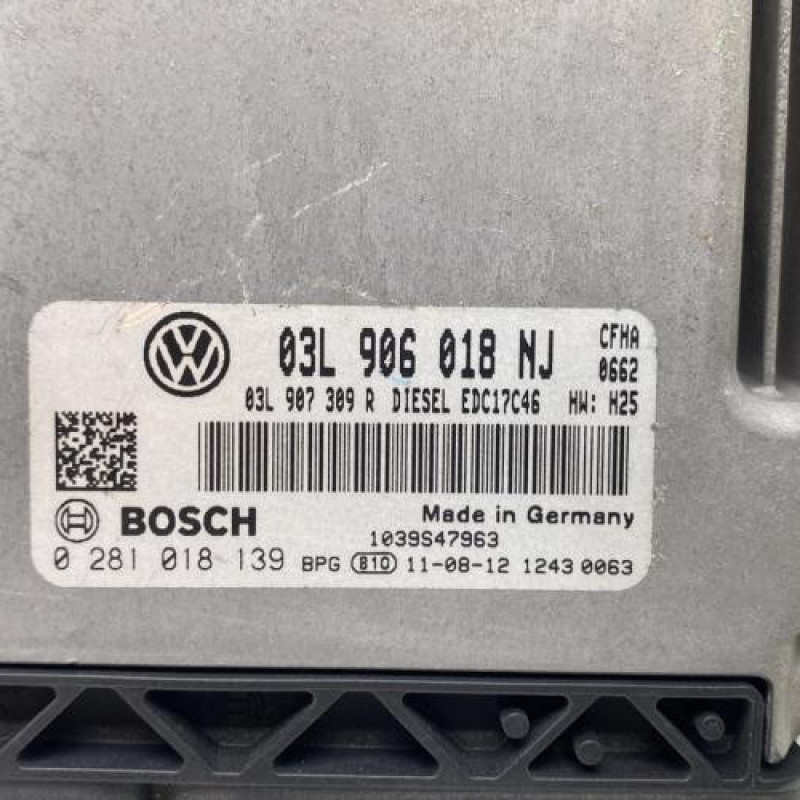 03L 906 018 NJ CFHA
0662
03L 907 309 R DIESEL EDC17C46 HW: H25
BOSCH Made in Germany
1039S47963
0 281 018 139 BPG B10 11-08-12 1243 0063